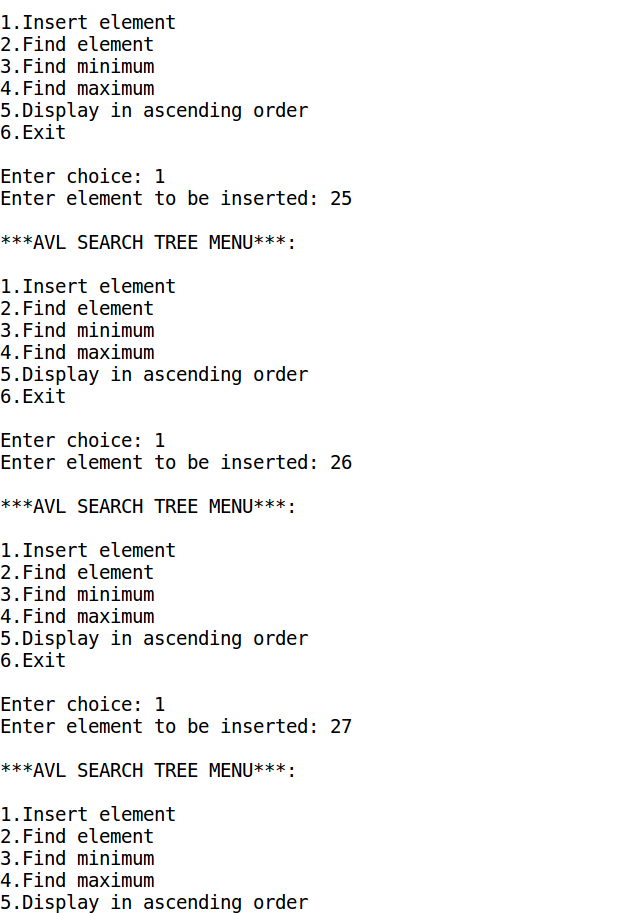 1.Insert element
2.Find element
3.Find minimum
4.Find maximum
5.Display in ascending order
6.Exit
Enter choice: 1
Enter element to be inserted: 25
***AVL SEARCH TREE MENU***:
1.Insert element
2.Find element
3.Find minimum
4.Find maximum
5.Display in ascending order
6.Exit
Enter choice: 1
Enter element to be inserted: 26
***AVL SEARCH TREE MENU***:
1.Insert element
2.Find element
3.Find minimum
4.Find maximum
5.Display in ascending order
6.Exit
Enter choice: 1
Enter element to be inserted: 27
***AVL SEARCH TREE MENU***:
1.Insert element
2.Find element
3.Find minimum
4.Find maximum
5.Display in ascending order